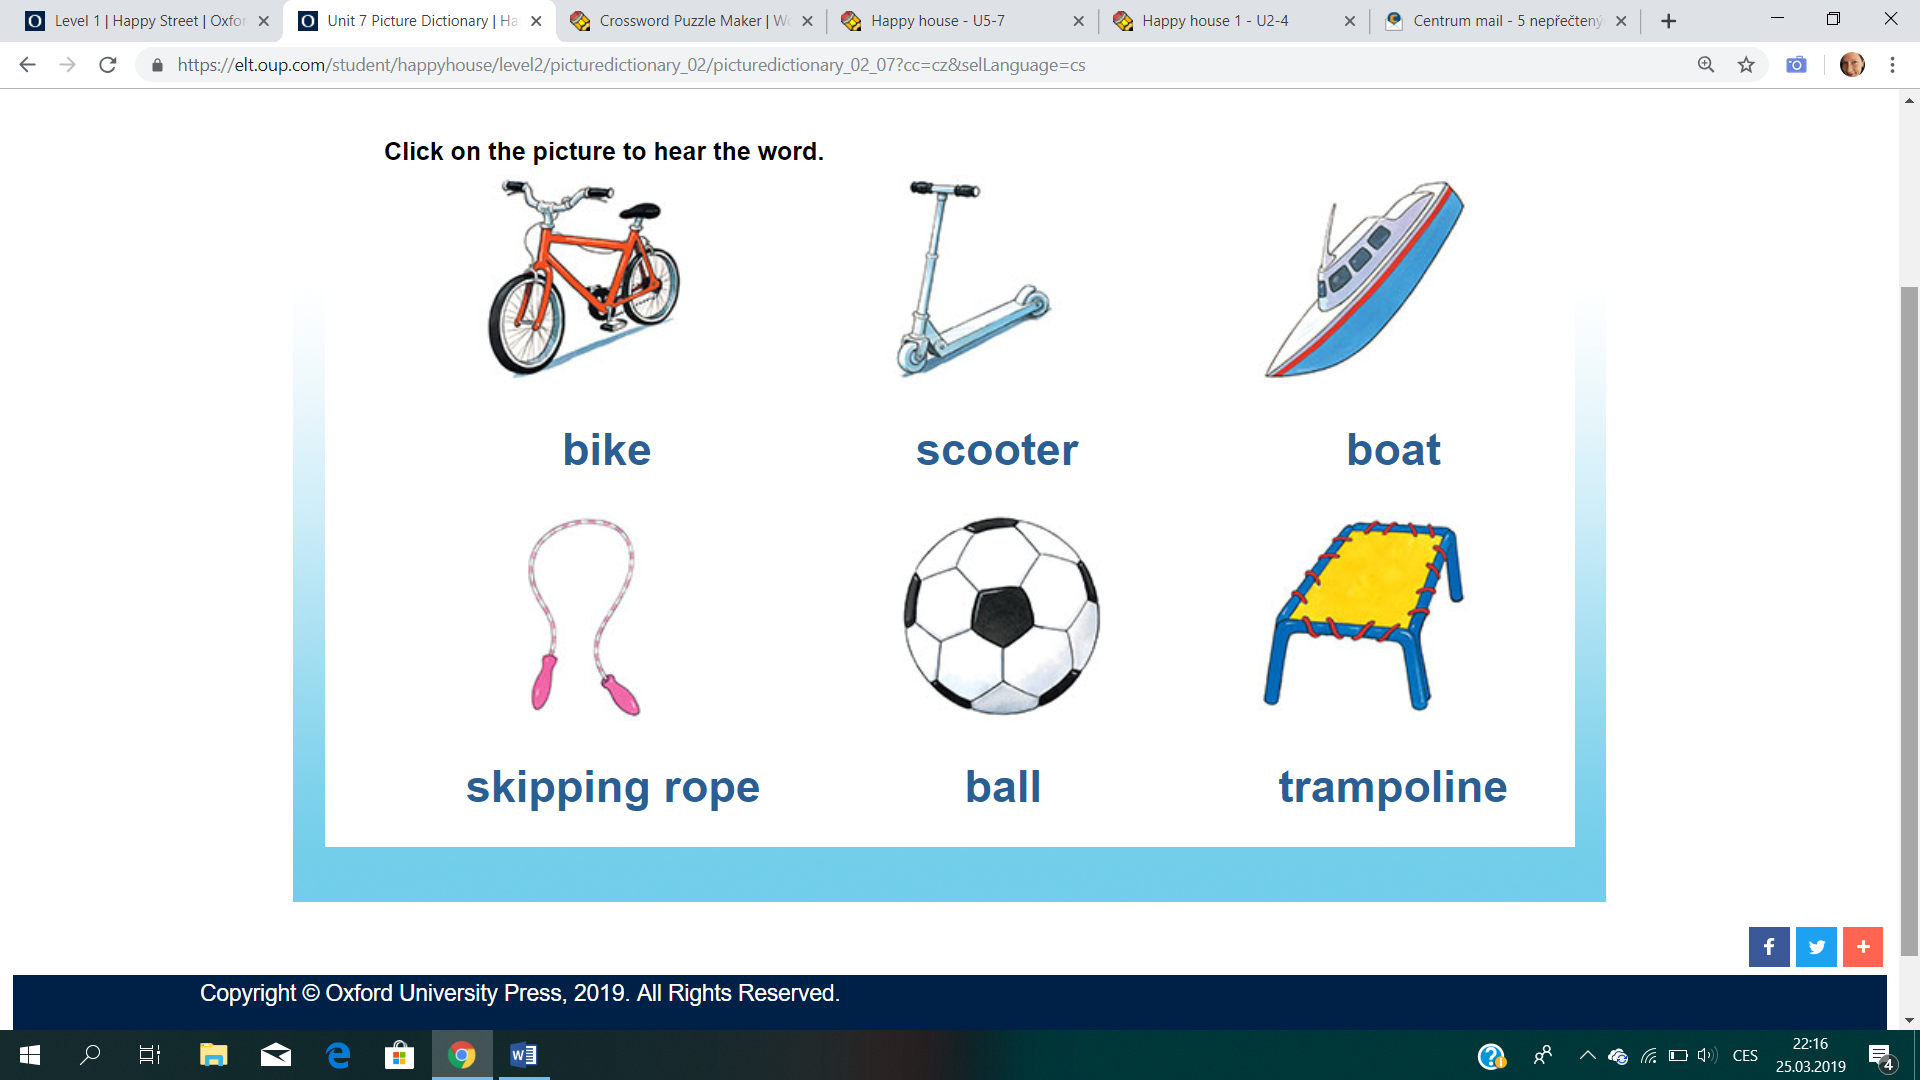 Level 1 | Happy Street | Oxfor
Unit 7 Picture Dictionary | Ha
Crossword Puzzle Maker | Wo
Happy house - U5-7
Happy house 1 - U2-4
Centrum mail - 5 nepřečtený
https://elt.oup.com/student/happyhouse/level2/picturedictionary_02/picturedictionary_02_07?cc=cz&selLanguage=cs
Click on the picture to hear the word.
bike scooter boat
skipping rope ball trampoline
Copyright © Oxford University Press, 2019. All Rights Reserved.
CES
22:16
25.03.2019
4